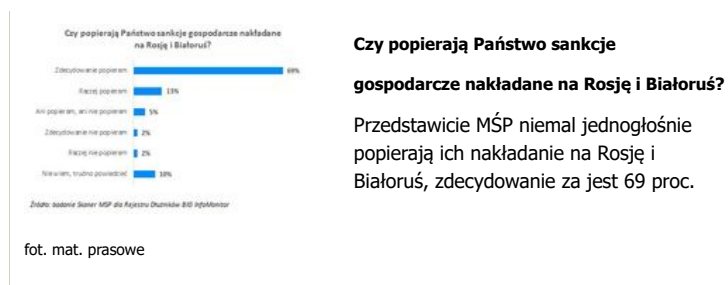 Czy popierają Państwo sankcje gospodarcze nakładane
na Rosję i Białoruś?
Zdecydowanie popieram 69%
Raczej popieram 13%
Ani popieram, ani nie popieram 5%
Zdecydowanie nie popieram 2%
Raczej nie popieram 2%
Nie wiem, trudno powiedzieć 10%
Źródło: badanie Skaner MŚP dla Rejestru Dłużników BIG InfoMonitor
fot. mat. prasowe
Czy popierają Państwo sankcje
gospodarcze nakładane na Rosję i Białoruś?
Przedstawicie MŚP niemal jednogłośnie
popierają ich nakładanie na Rosję i
Białoruś, zdecydowanie za jest 69 proc.